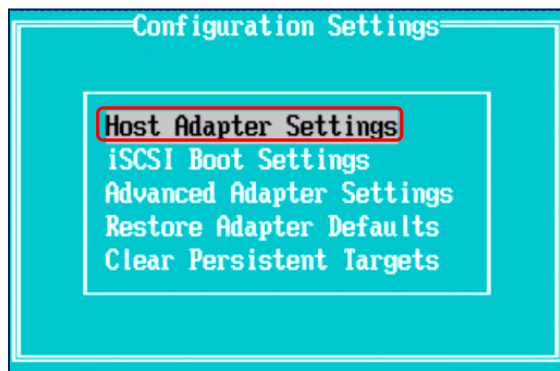 Configuration Settings
Host Adapter Settings
iSCSI Boot Settings
Advanced Adapter Settings
Restore Adapter Defaults
Clear Persistent Targets